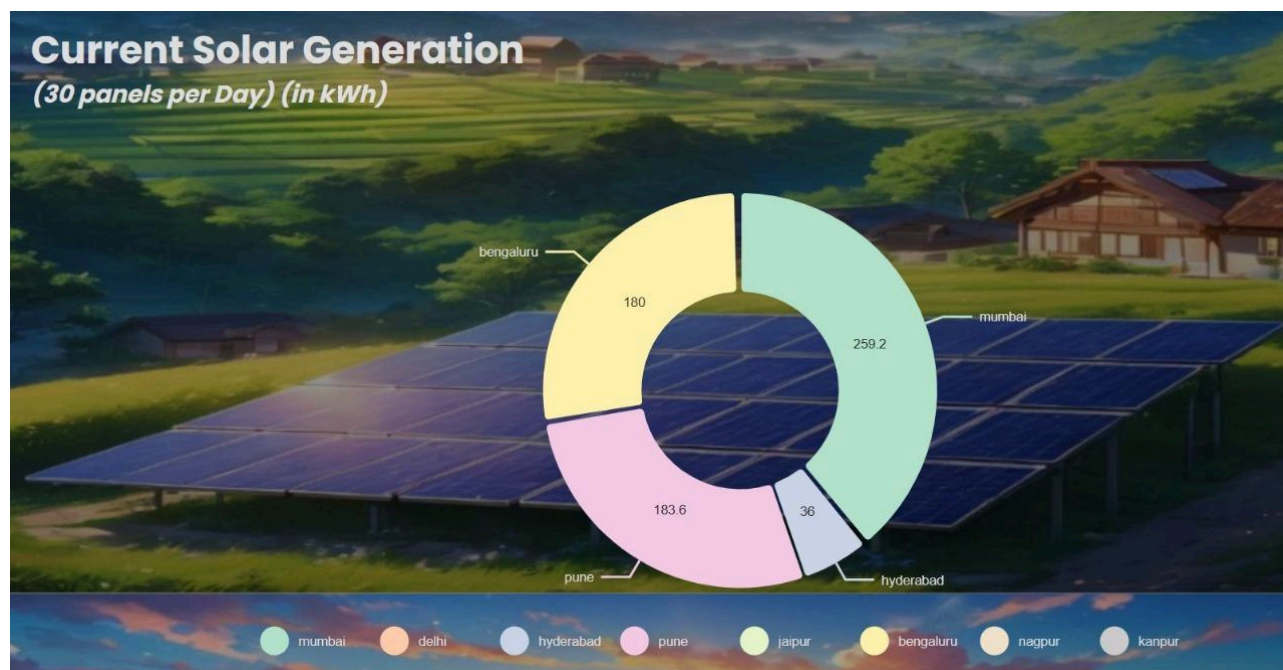 Current Solar Generation
(30 panels per Day) (in kWh)
bengaluru
180
mumbai
259.2
183.6
36
pune
hyderabad
mumbai delhi hyderabad pune jaipur bengaluru nagpur kanpur